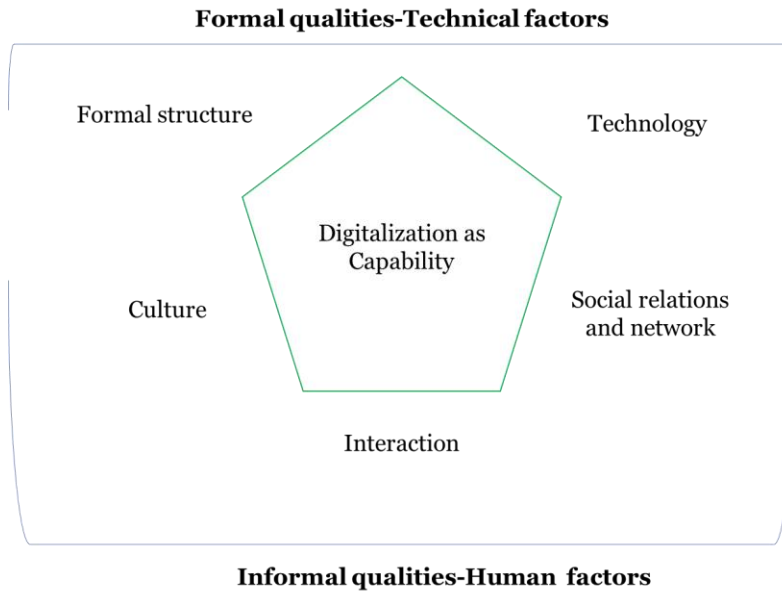 Formal qualities-Technical factors
Formal structure
Technology
Digitalization as
Capability
Culture
Social relations
and network
Interaction
Informal qualities-Human factors